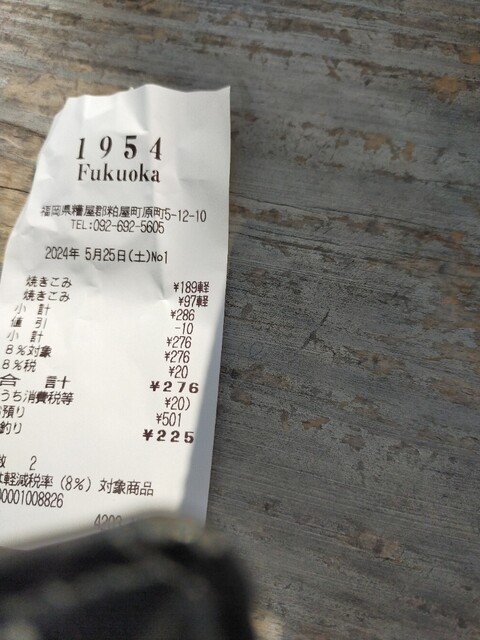 1954
Fukuoka
福岡県糟屋郡粕屋町原町5-12-10
TEL:092-692-5605
2024年 5月25日(土)No1
焼きこみ ¥189軽
焼きこみ ¥97軽
小 計 ¥286
値 引 -10
小 計 ¥276
8%対象 ¥276
8%税 ¥20
合 計 ¥276
うち消費税等 ¥20)
預り ¥501
釣り ¥225
数 2
軽減税率(8%)対象商品
00001008826